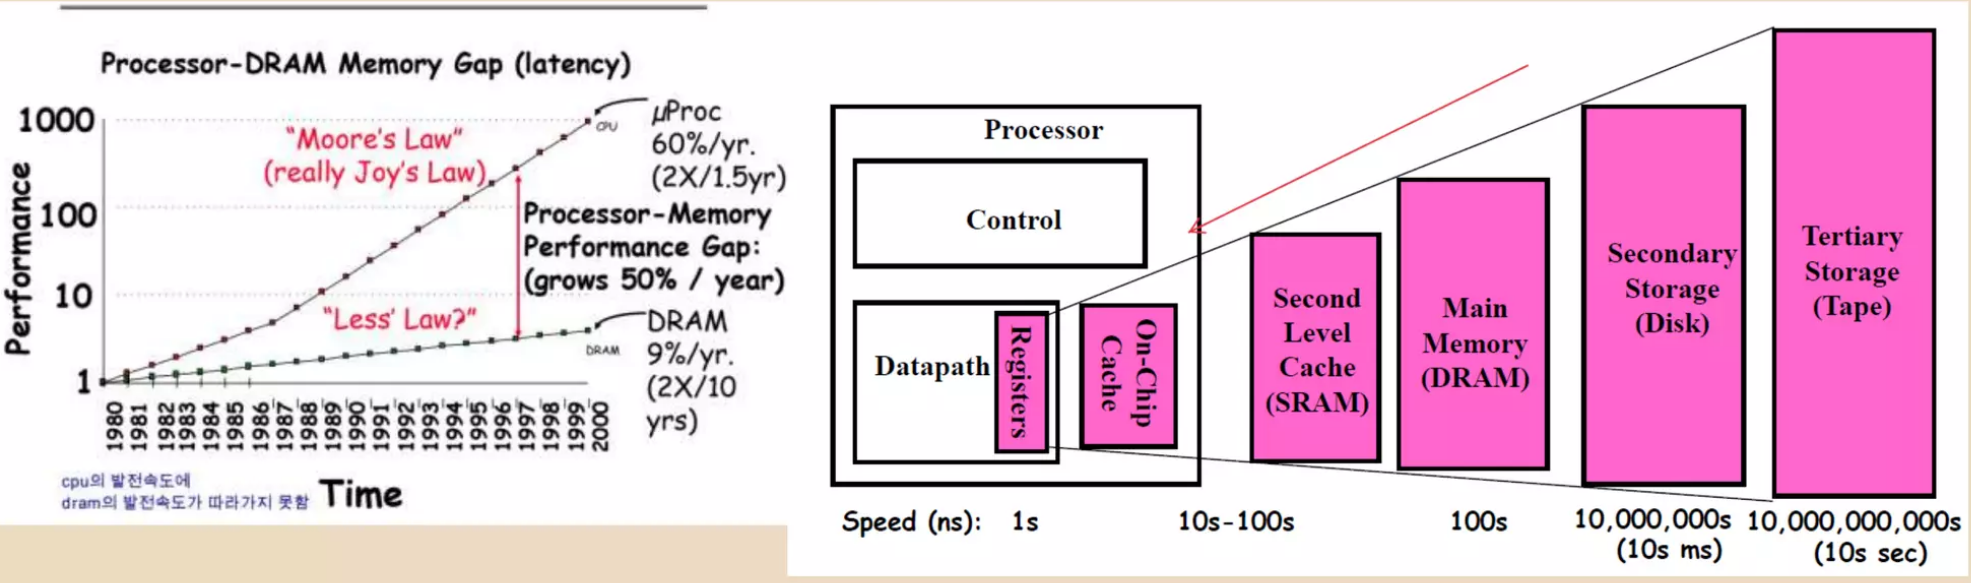 Processor-DRAM Memory Gap (latency)
1000
100
10
1
Performance
"Moore's Law"
(really Joy's Law)
CPU
µProc
60%/yr.
(2X/1.5yr)
Processor-Memory
Performance Gap:
(grows 50% / year)
"Less' Law?"
DRAM
DRAM
9%/yr.
(2X/10
yrs)
1980
1981
1982
1983
1984
1985
1986
1987
1988
1989
1990
1991
1992
1993
1994
1995
1996
1997
1998
1999
2000
Time
cpu의 발전속도에
dram의 발전속도가 따라가지 못함
Processor
Control
Datapath
Registers
On-Chip
Cache
Second
Level
Cache
(SRAM)
Main
Memory
(DRAM)
Secondary
Storage
(Disk)
Tertiary
Storage
(Tape)
Speed (ns): 1s 10s-100s 100s 10,000,000s 10,000,000,000s
(10s ms) (10s sec)